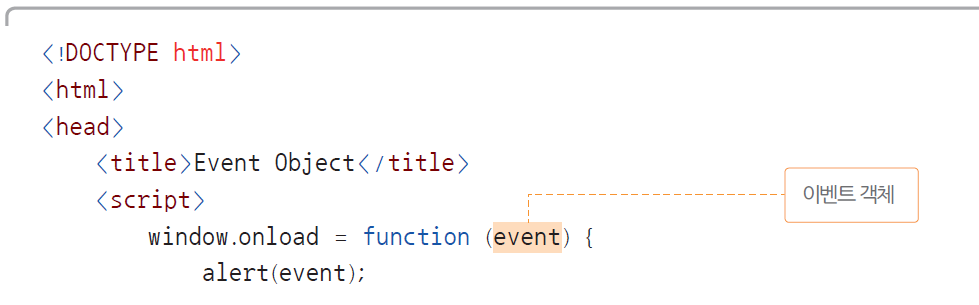 <!DOCTYPE html>
<html>
<head>
<title>Event Object</title>
<script>
이벤트 객체
window.onload = function (event) {
alert(event);